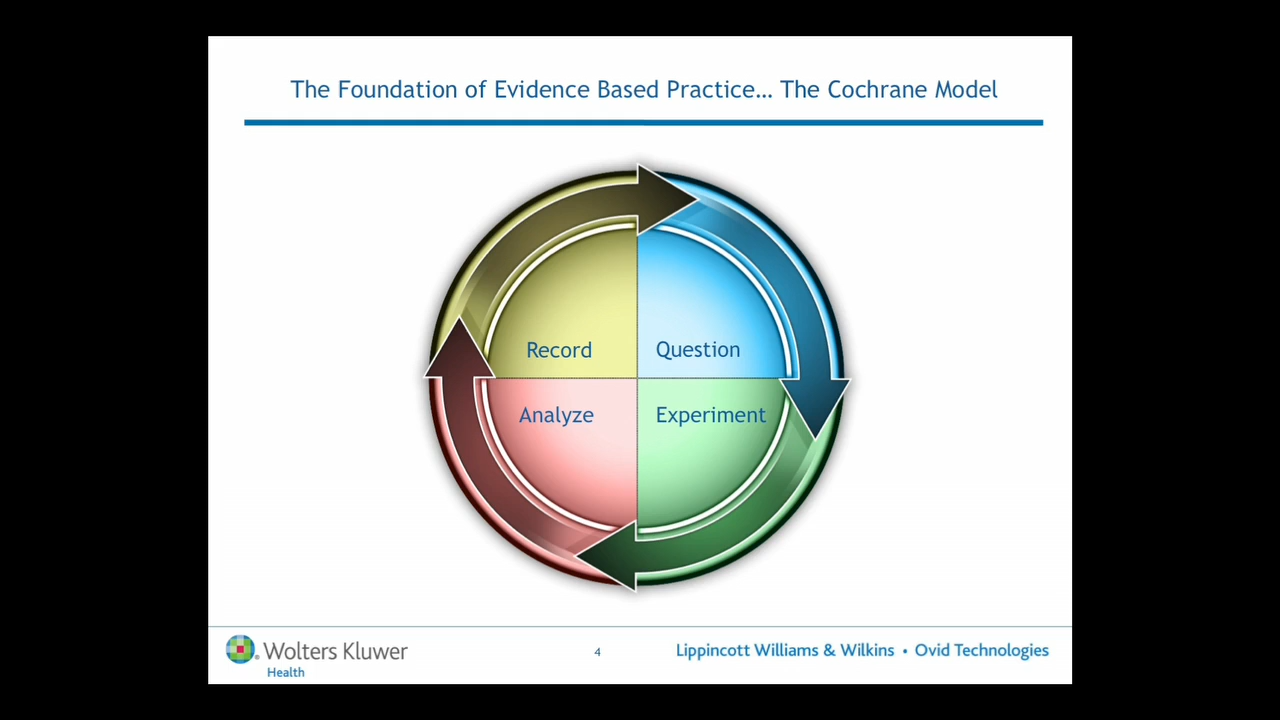 The Foundation of Evidence Based Practice… The Cochrane Model
Record
Question
Analyze
Experiment
Wolters Kluwer
Health
4
Lippincott Williams & Wilkins • Ovid Technologies